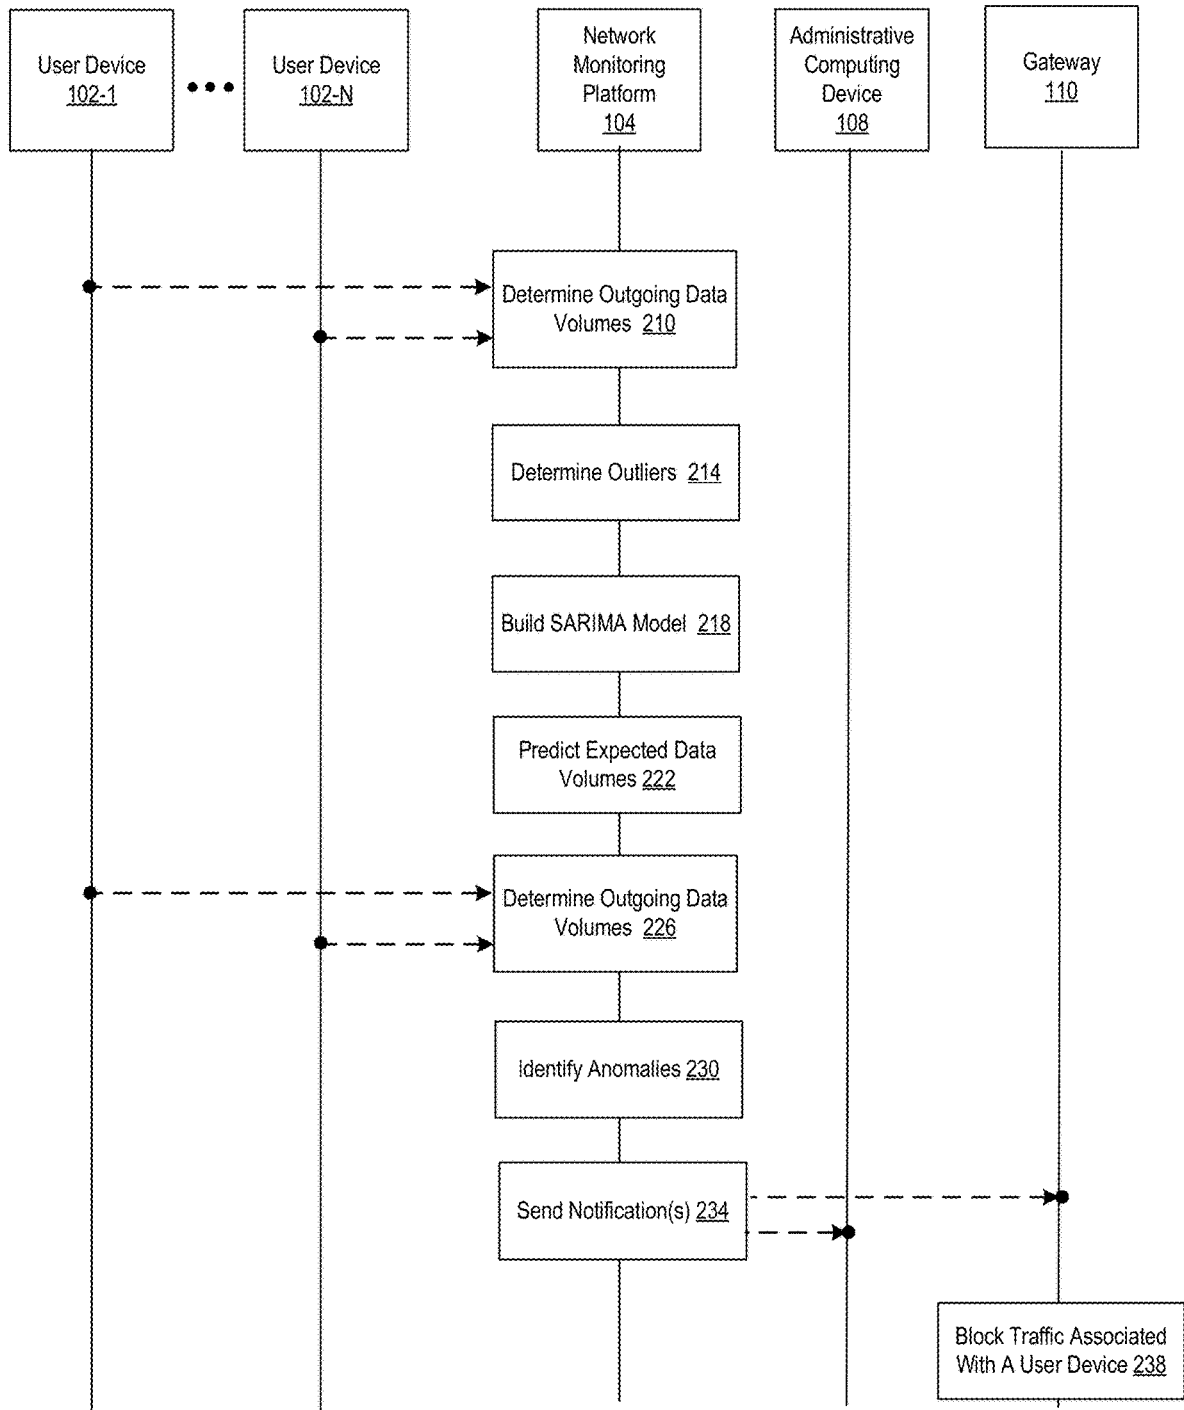 User Device
102-1
User Device
102-N
Network
Monitoring
Platform
104
Administrative
Computing
Device
108
Gateway
110
Determine Outgoing Data
Volumes 210
Determine Outliers 214
Build SARIMA Model 218
Predict Expected Data
Volumes 222
Determine Outgoing Data
Volumes 226
Identify Anomalies 230
Send Notification(s) 234
Block Traffic Associated
With A User Device 238